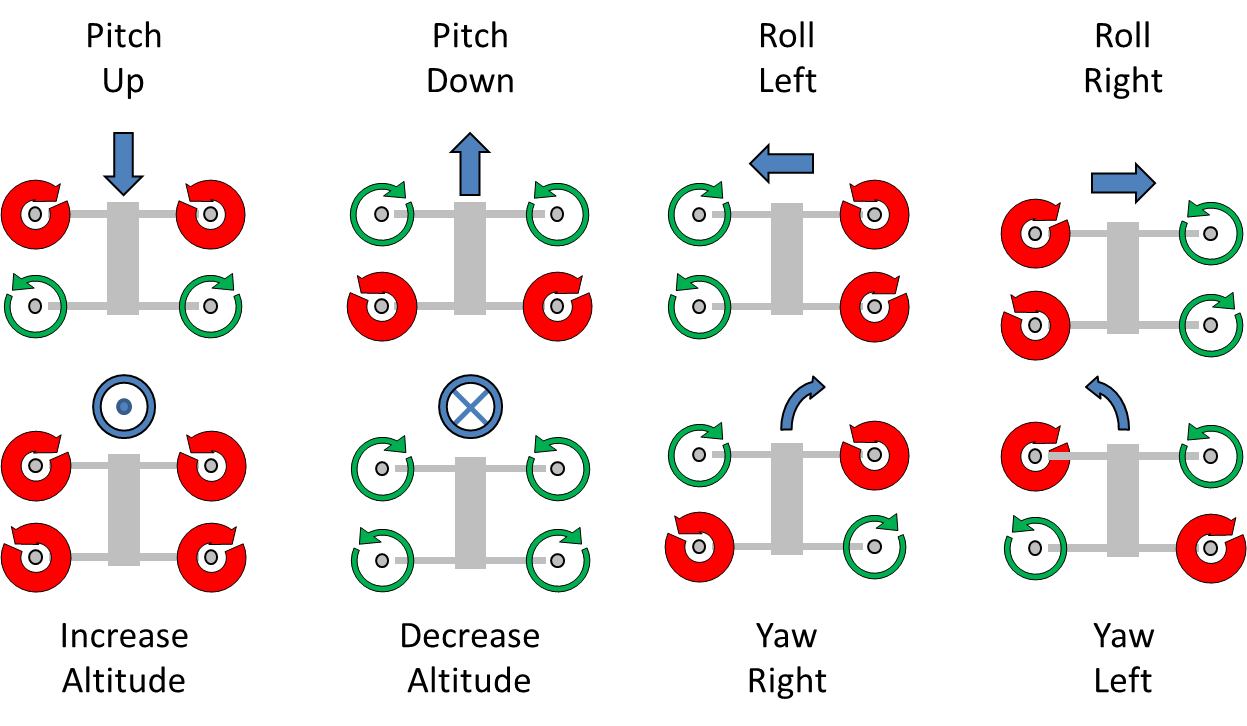 Pitch
Up
Pitch
Down
Roll
Left
Roll
Right
Increase
Altitude
Decrease
Altitude
Yaw
Right
Yaw
Left